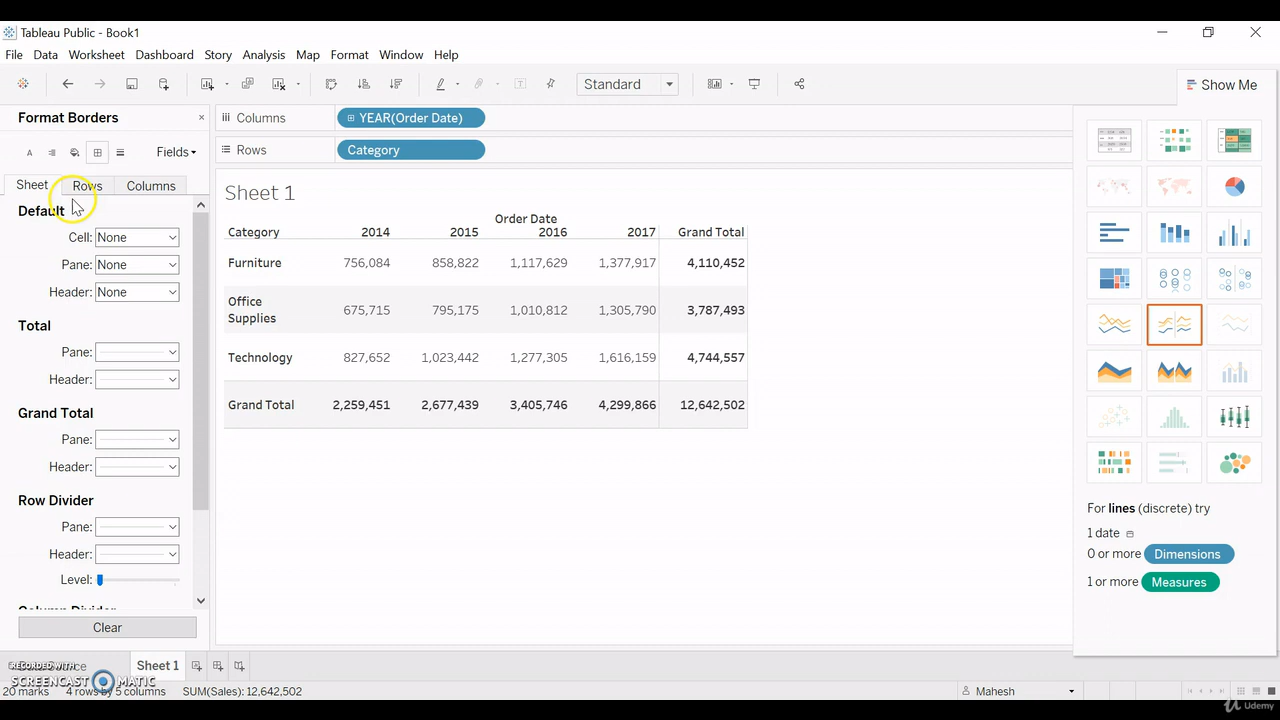 Tableau Public - Book1
File Data Worksheet Dashboard Story Analysis Map Format Window Help
Standard
Show Me
Format Borders
Fields
Sheet Rows Columns
Default
Cell: None
Pane: None
Header: None
Total
Pane:
Header:
Grand Total
Pane:
Header:
Row Divider
Pane:
Header:
Level:
Column Divider
Clear
Columns YEAR(Order Date)
Rows Category
Sheet 1
Order Date
Category 2014 2015 2016 2017 Grand Total
Furniture 756,084 858,822 1,117,629 1,377,917 4,110,452
Office
Supplies 675,715 795,175 1,010,812 1,305,790 3,787,493
Technology 827,652 1,023,442 1,277,305 1,616,159 4,744,557
Grand Total 2,259,451 2,677,439 3,405,746 4,299,866 12,642,502
For lines (discrete) try
1 date
0 or more Dimensions
1 or more Measures
Sheet 1
RECORDED WITH
SCREENCAST MATIC
20 marks 4 rows by 5 columns SUM(Sales): 12,642,502
Mahesh
Udemy